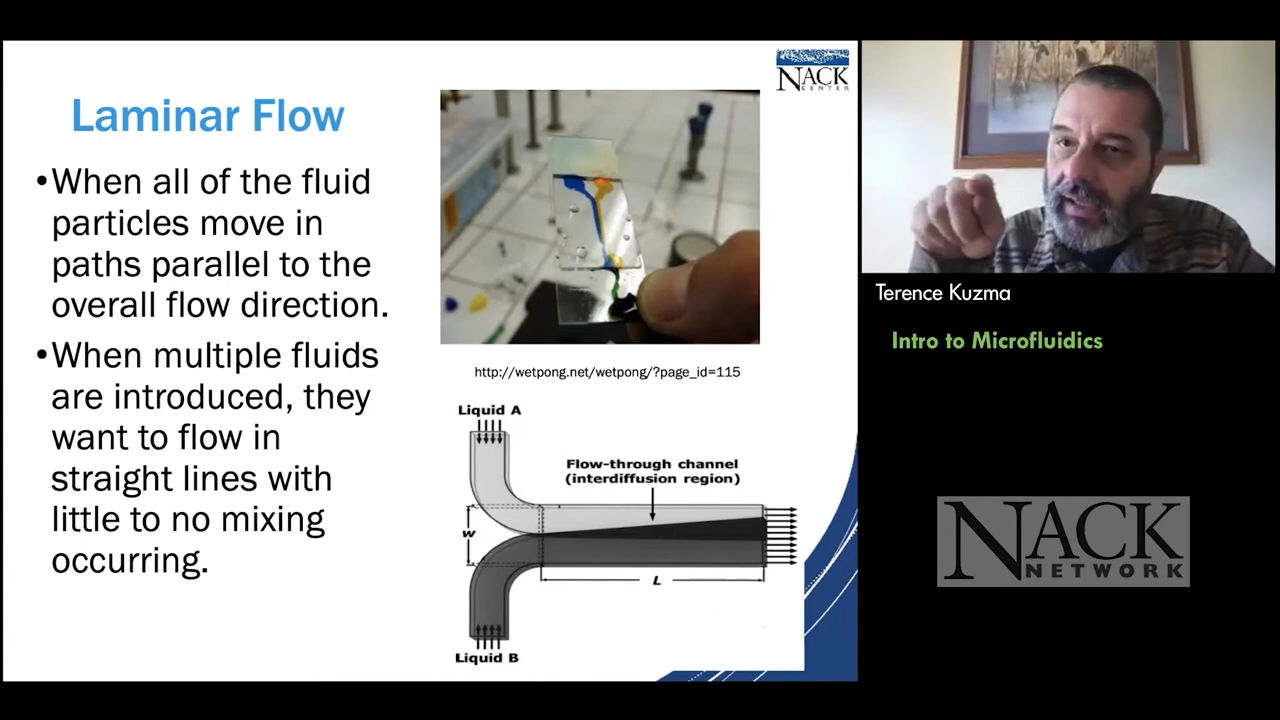 Laminar Flow
•When all of the fluid
particles move in
paths parallel to the
overall flow direction.
•When multiple fluids
are introduced, they
want to flow in
straight lines with
little to no mixing
occurring.
NACK
CENTER
http://wetpong.net/wetpong/?page_id=115
Liquid A
Flow-through channel
(interdiffusion region)
w
L
Liquid B
Terence Kuzma
Intro to Microfluidics
NACK
NETWORK